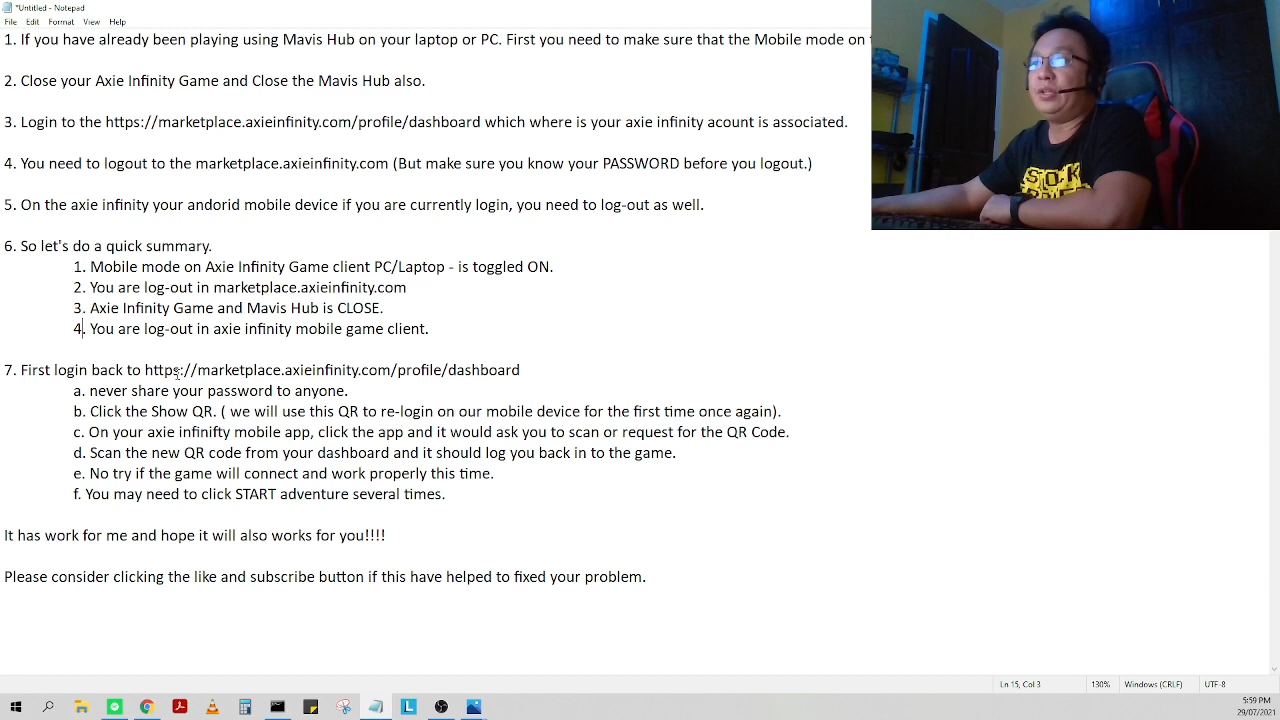 *Untitled - Notepad
File Edit Format View Help
1. If you have already been playing using Mavis Hub on your laptop or PC. First you need to make sure that the Mobile mode on
2. Close your Axie Infinity Game and Close the Mavis Hub also.
3. Login to the https://marketplace.axieinfinity.com/profile/dashboard which where is your axie infinity acount is associated.
4. You need to logout to the marketplace.axieinfinity.com (But make sure you know your PASSWORD before you logout.)
5. On the axie infinity your andorid mobile device if you are currently login, you need to log-out as well.
6. So let's do a quick summary.
1. Mobile mode on Axie Infinity Game client PC/Laptop - is toggled ON.
2. You are log-out in marketplace.axieinfinity.com
3. Axie Infinity Game and Mavis Hub is CLOSE.
4. You are log-out in axie infinity mobile game client.
7. First login back to https://marketplace.axieinfinity.com/profile/dashboard
a. never share your password to anyone.
b. Click the Show QR. ( we will use this QR to re-login on our mobile device for the first time once again).
c. On your axie infinifty mobile app, click the app and it would ask you to scan or request for the QR Code.
d. Scan the new QR code from your dashboard and it should log you back in to the game.
e. No try if the game will connect and work properly this time.
f. You may need to click START adventure several times.
It has work for me and hope it will also works for you!!!!
Please consider clicking the like and subscribe button if this have helped to fixed your problem.
Ln 15, Col 3 130% Windows (CRLF) UTF-8
5:59 PM
29/07/2021